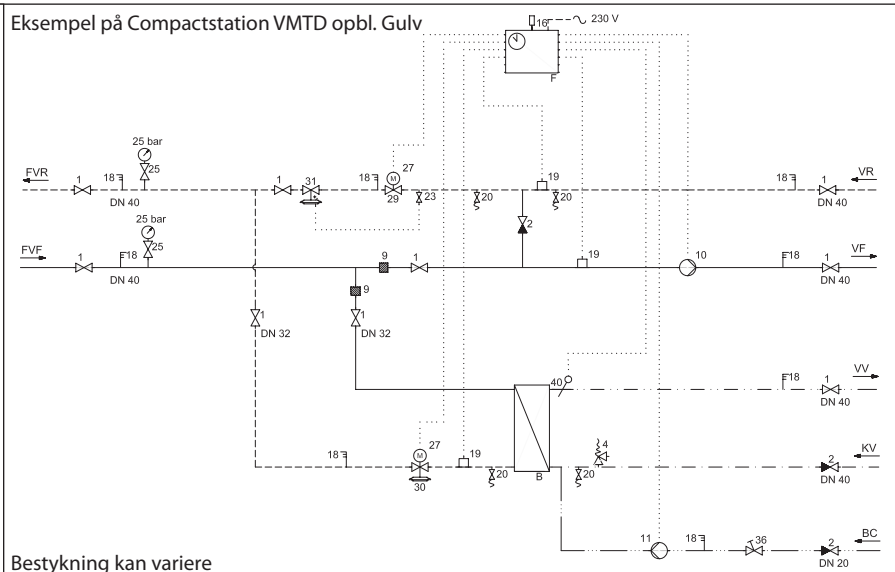 Eksempel på Compactstation VMTD opbl. Gulv
16 230 V
F
25 bar
27
FVR 1 18 25 1 31 18 29 23 20 19 20 18 1 VR
DN 40 DN 40
25 bar 2
FVF 1 18 25 9 1 19 10 18 1 VF
DN 40 DN 40
9
1 1
DN 32 DN 32
40 18 1 VV
DN 40
27 4
18 19 KV
30 20 B 20 2
DN 40
11 18 36 2 BC
DN 20
Bestykning kan variere